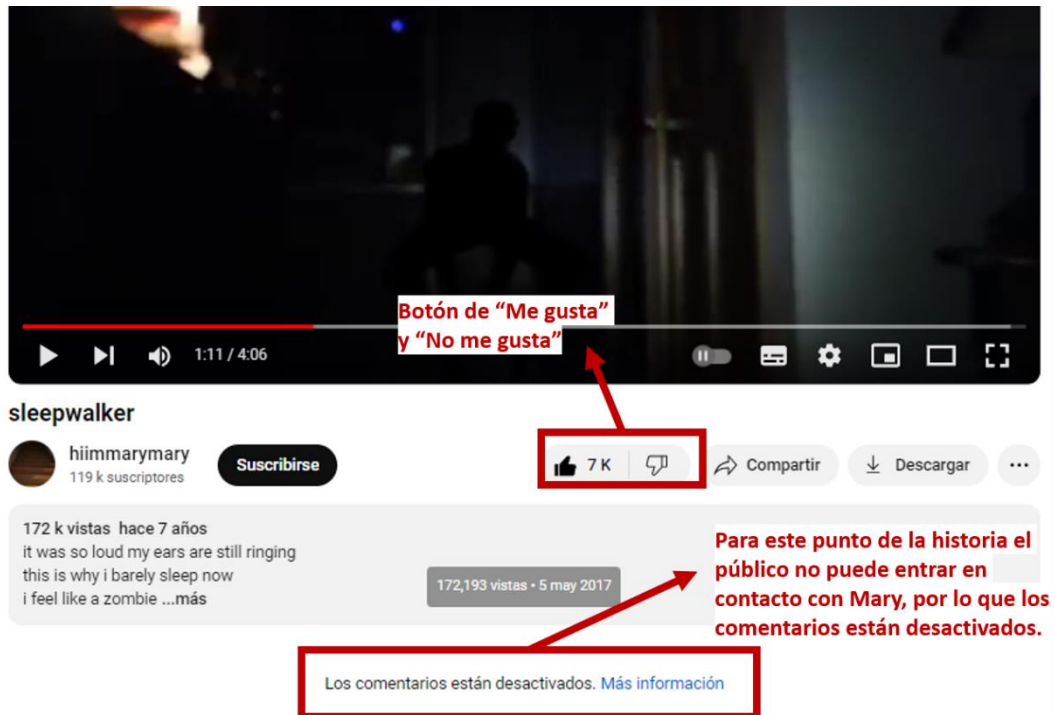 Botón de “Me gusta”
y “No me gusta”
1:11 / 4:06
sleepwalker
hiimmarymary
119 k suscriptores
Suscribirse
7 K
Compartir
Descargar
172 k vistas hace 7 años
it was so loud my ears are still ringing
this is why i barely sleep now
i feel like a zombie ...más
172,193 vistas • 5 may 2017
Para este punto de la historia el
público no puede entrar en
contacto con Mary, por lo que los
comentarios están desactivados.
Los comentarios están desactivados. Más información